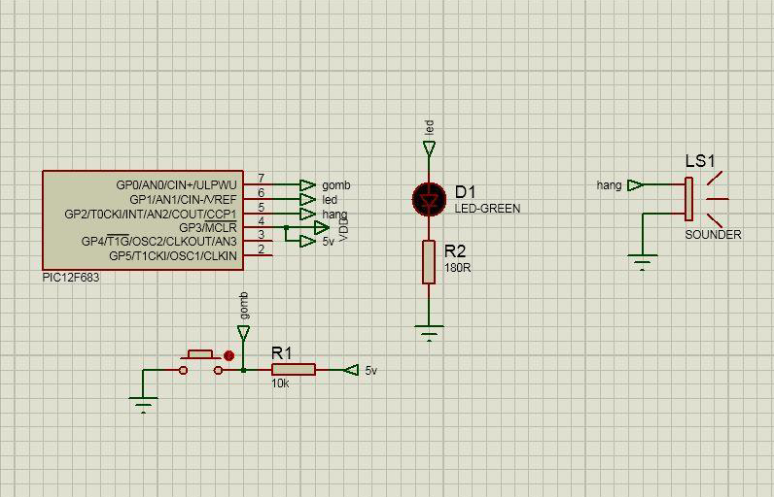 GP0/AN0/CIN+/ULPWU 7 gomb
GP1/AN1/CIN-/VREF 6 led
GP2/T0CKI/INT/AN2/COUT/CCP1 5 hang
GP3/MCLR 4 VDD
GP4/T1G/OSC2/CLKOUT/AN3 3 5v
GP5/T1CKI/OSC1/CLKIN 2
PIC12F683
led
D1
LED-GREEN
R2
180R
LS1
hang
SOUNDER
gomb
R1
10k
5v